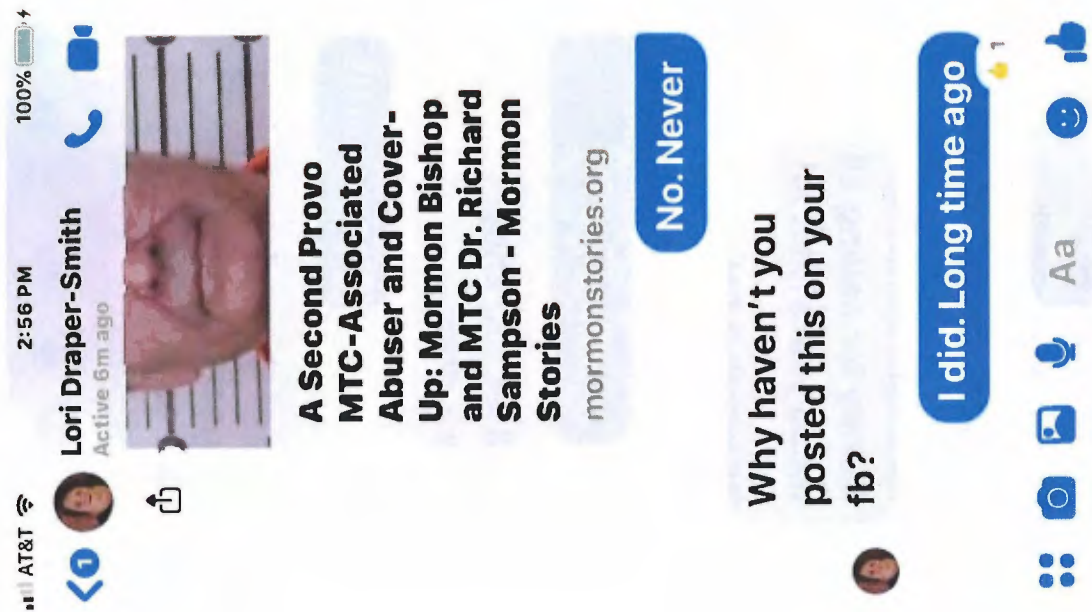 AT&T 2:56 PM 100%
1
Lori Draper-Smith
Active 6m ago
A Second Provo
MTC-Associated
Abuser and Cover-
Up: Mormon Bishop
and MTC Dr. Richard
Sampson - Mormon
Stories
mormonstories.org
No. Never
Why haven't you
posted this on your
fb?
I did. Long time ago
1
Aa